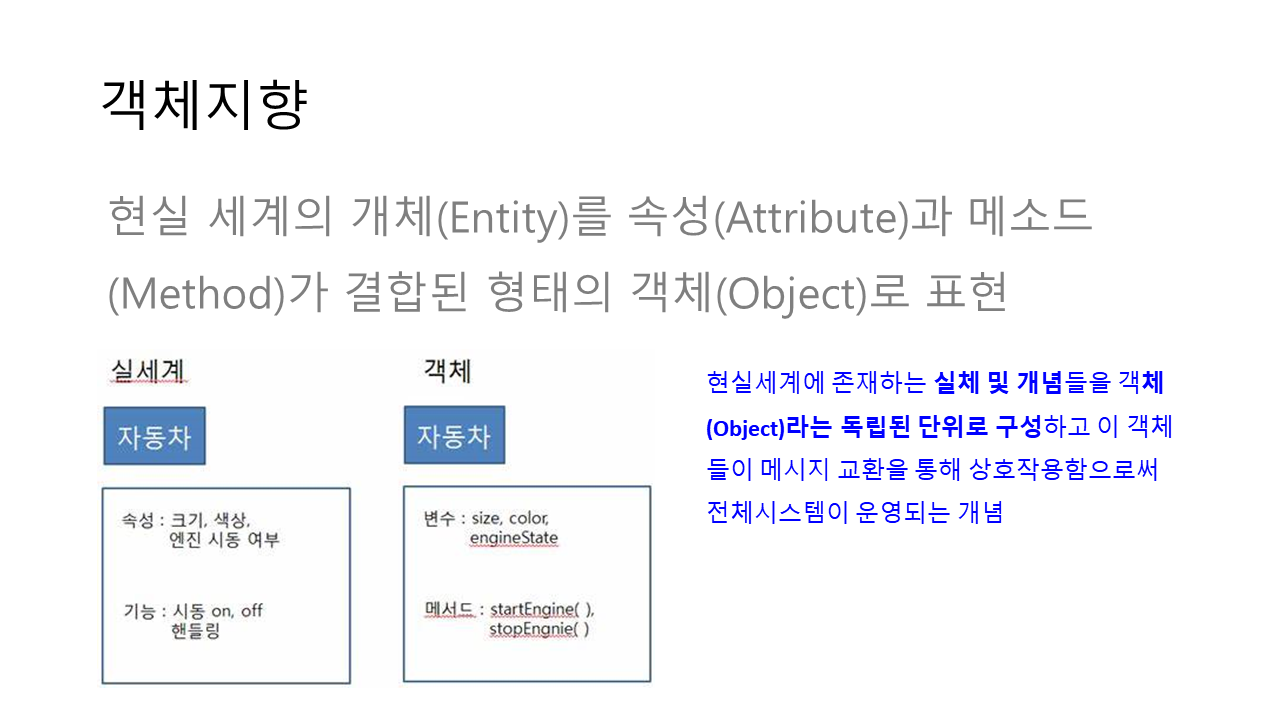 객체지향
현실 세계의 개체(Entity)를 속성(Attribute)과 메소드
(Method)가 결합된 형태의 객체(Object)로 표현
실세계
자동차
속성 : 크기, 색상,
엔진 시동 여부
기능 : 시동 on, off
핸들링
객체
자동차
변수 : size, color,
engineState
메서드 : startEngine( ),
stopEngnie( )
현실세계에 존재하는 실체 및 개념들을 객체
(Object)라는 독립된 단위로 구성하고 이 객체
들이 메시지 교환을 통해 상호작용함으로써
전체시스템이 운영되는 개념